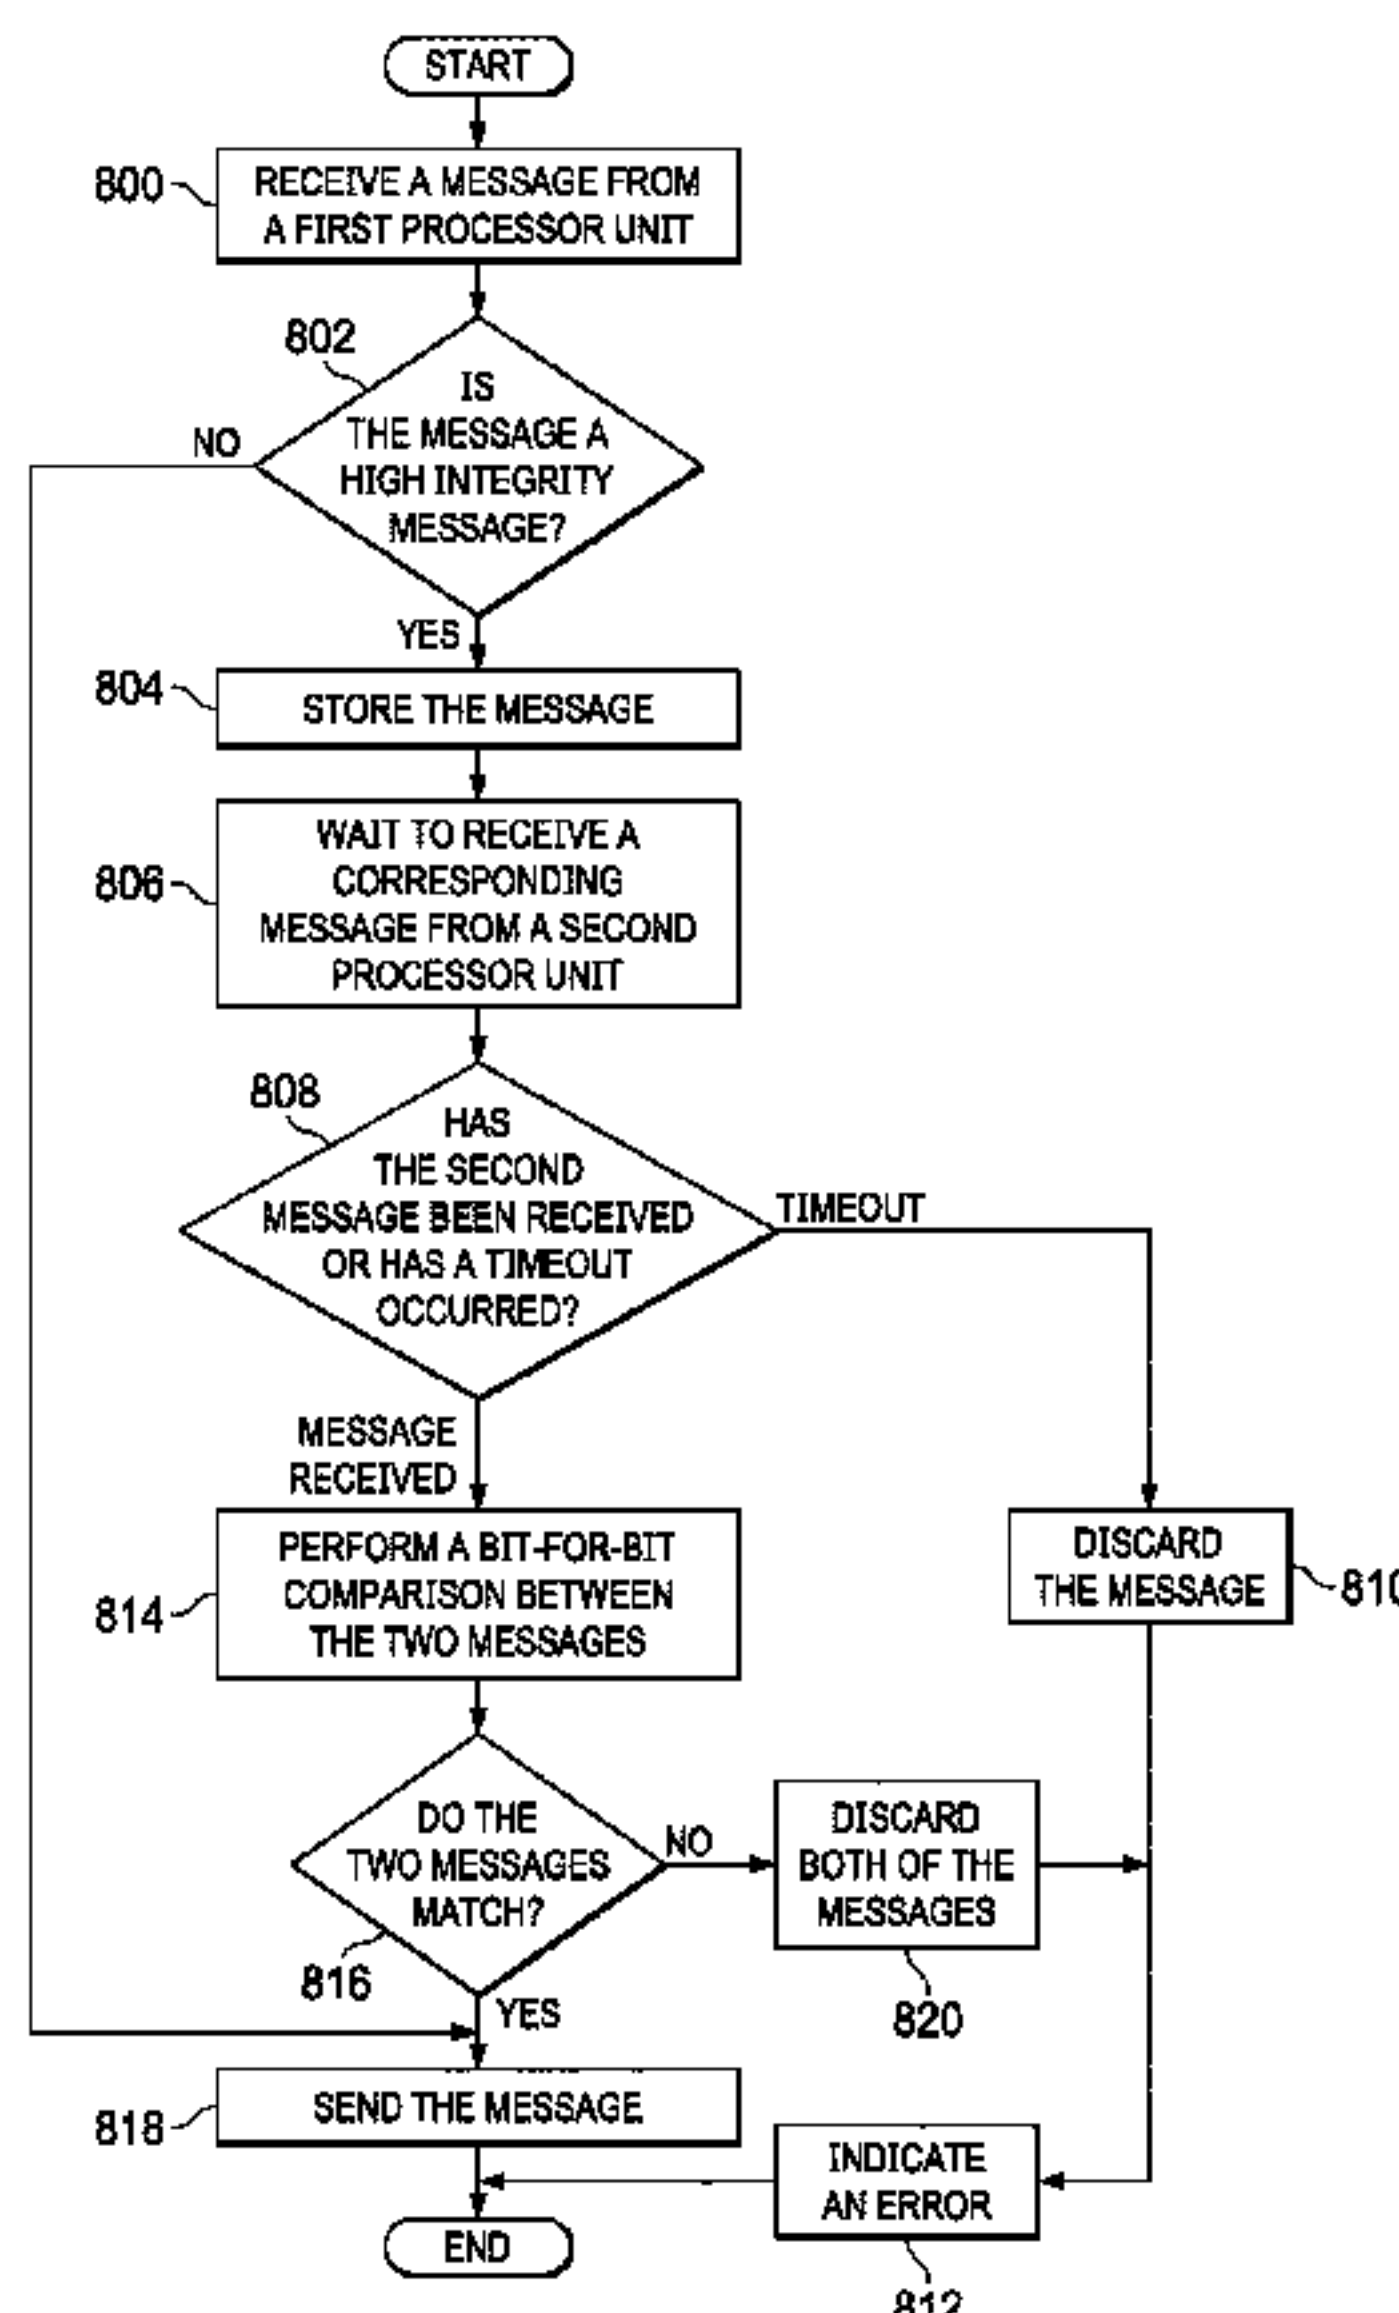 START
800
RECEIVE A MESSAGE FROM
A FIRST PROCESSOR UNIT
802
IS
THE MESSAGE A
HIGH INTEGRITY
MESSAGE?
NO
YES
804
STORE THE MESSAGE
806
WAIT TO RECEIVE A
CORRESPONDING
MESSAGE FROM A SECOND
PROCESSOR UNIT
808
HAS
THE SECOND
MESSAGE BEEN RECEIVED
OR HAS A TIMEOUT
OCCURRED?
TIMEOUT
MESSAGE
RECEIVED
814
PERFORM A BIT-FOR-BIT
COMPARISON BETWEEN
THE TWO MESSAGES
DISCARD
THE MESSAGE
810
DO THE
TWO MESSAGES
MATCH?
816
NO
DISCARD
BOTH OF THE
MESSAGES
820
YES
818
SEND THE MESSAGE
INDICATE
AN ERROR
812
END